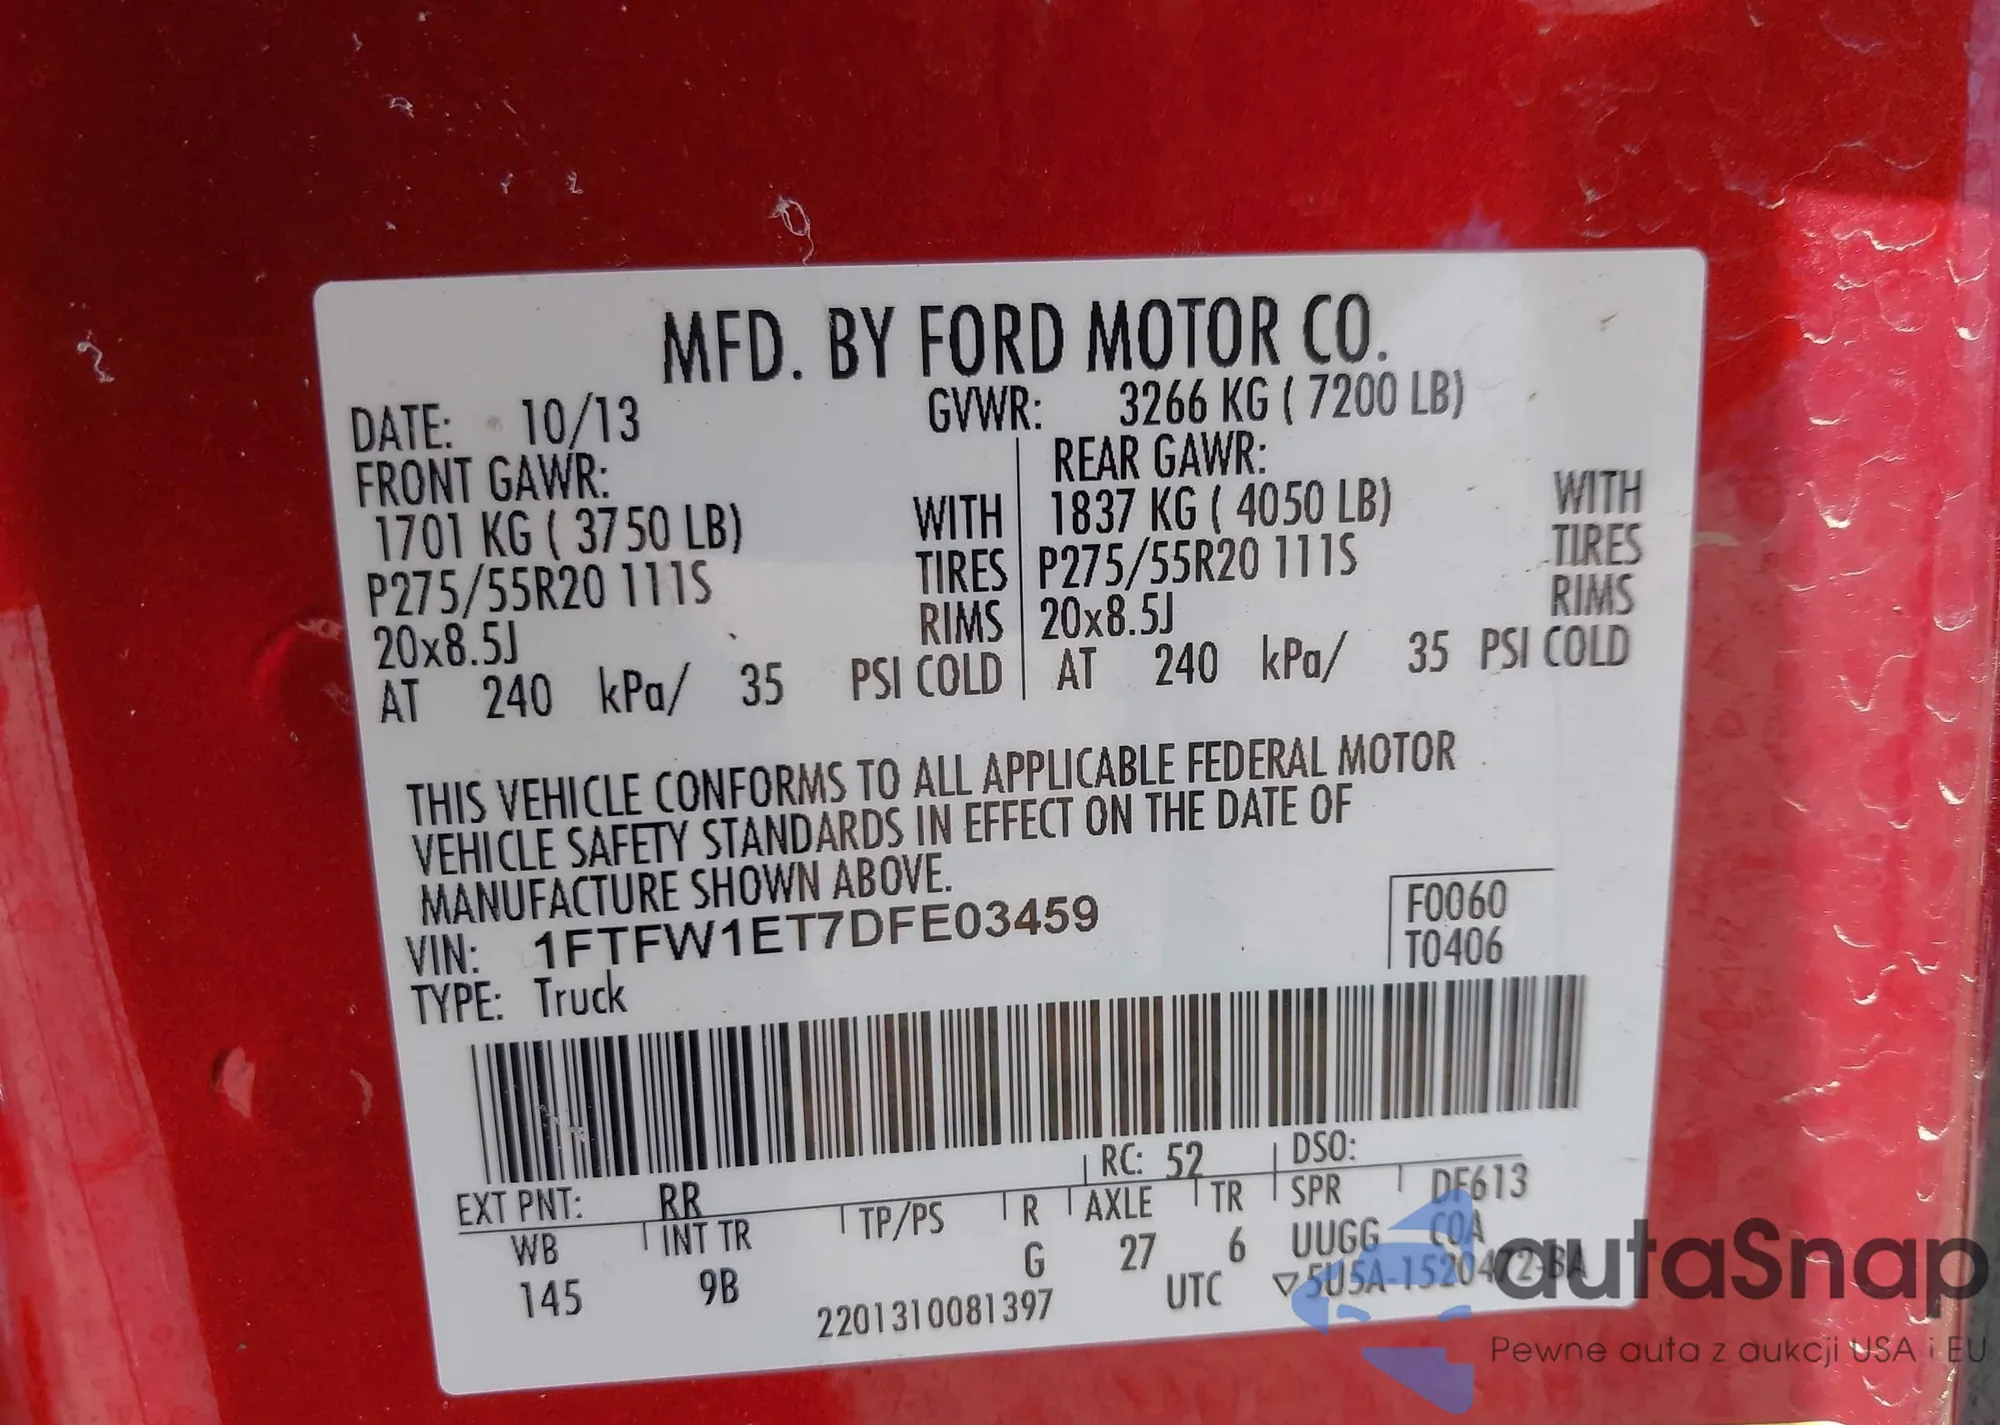 MFD. BY FORD MOTOR CO.
DATE: 10/13 GVWR: 3266 KG ( 7200 LB)
FRONT GAWR: REAR GAWR:
1701 KG ( 3750 LB) WITH 1837 KG ( 4050 LB) WITH
P275/55R20 111S TIRES P275/55R20 111S TIRES
20x8.5J RIMS 20x8.5J RIMS
AT 240 kPa/ 35 PSI COLD AT 240 kPa/ 35 PSI COLD
THIS VEHICLE CONFORMS TO ALL APPLICABLE FEDERAL MOTOR
VEHICLE SAFETY STANDARDS IN EFFECT ON THE DATE OF
MANUFACTURE SHOWN ABOVE.
VIN: 1FTFW1ET7DFE03459 F0060
TYPE: Truck T0406
RC: 52 DSO:
EXT PNT: RR DF613
WB INT TR TP/PS R AXLE TR SPR COA
145 9B G 27 6 UUGG
2201310081397 UTC ▽5U5A-1520472-BA
autaSnap
Pewne auta z aukcji USA i EU